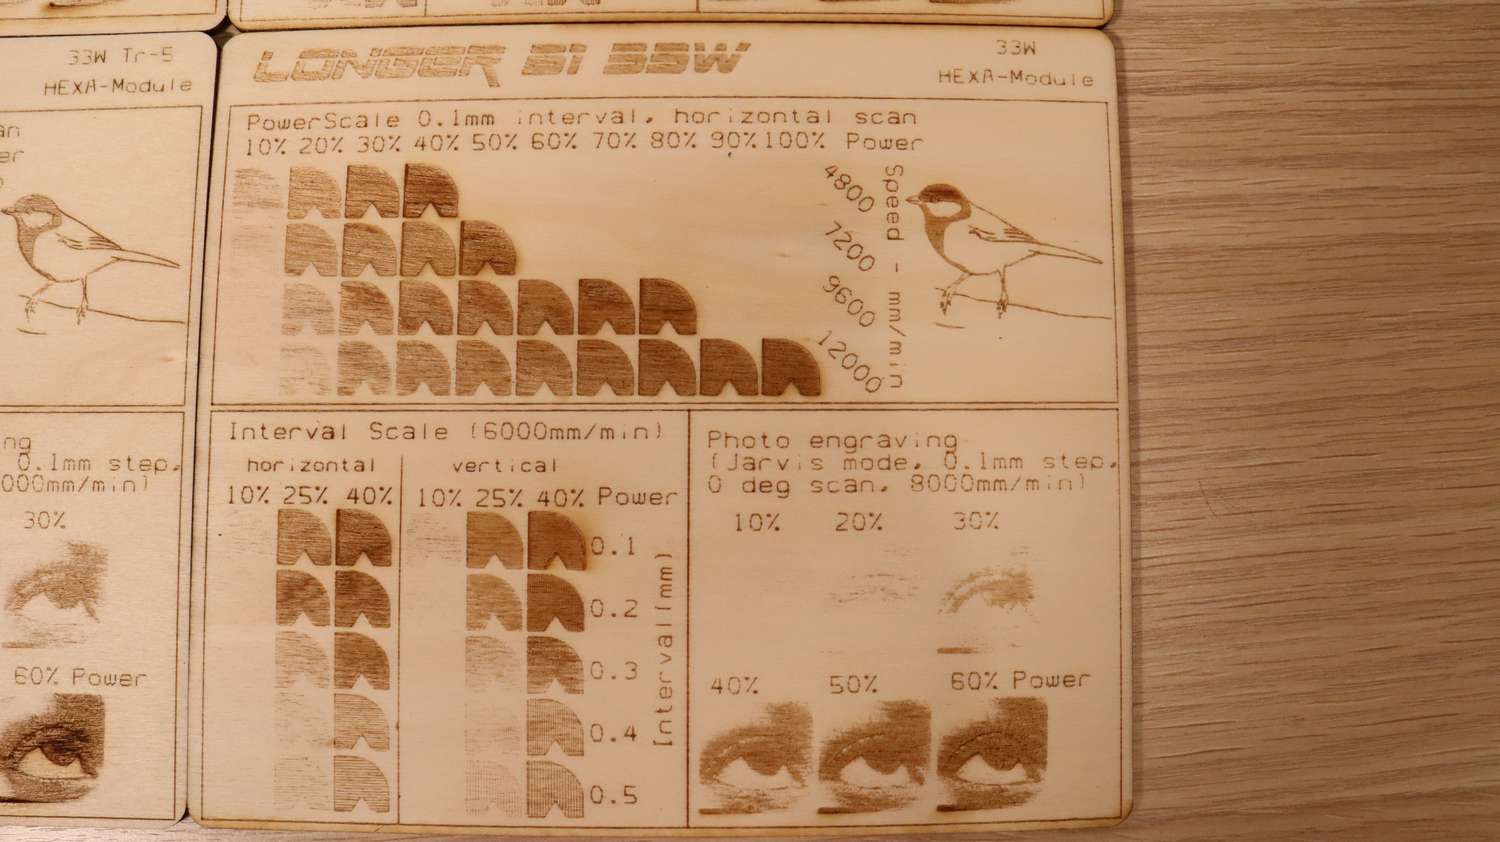 33W Tr-5
HEXA-Module
0.1mm step,
000mm/min)
30%
60% Power
LONGER B1 35W
33W
HEXA-Module
PowerScale 0.1mm interval, horizontal scan
10% 20% 30% 40% 50% 60% 70% 80% 90% 100% Power
4800
7200
9600
12000
Speed - mm/min
Interval Scale (6000mm/min)
horizontal vertical
10% 25% 40% 10% 25% 40% Power
0.1
0.2
0.3
0.4
0.5
Interval (mm)
Photo engraving
(Jarvis mode, 0.1mm step,
0 deg scan, 8000mm/min)
10% 20% 30%
40% 50% 60% Power